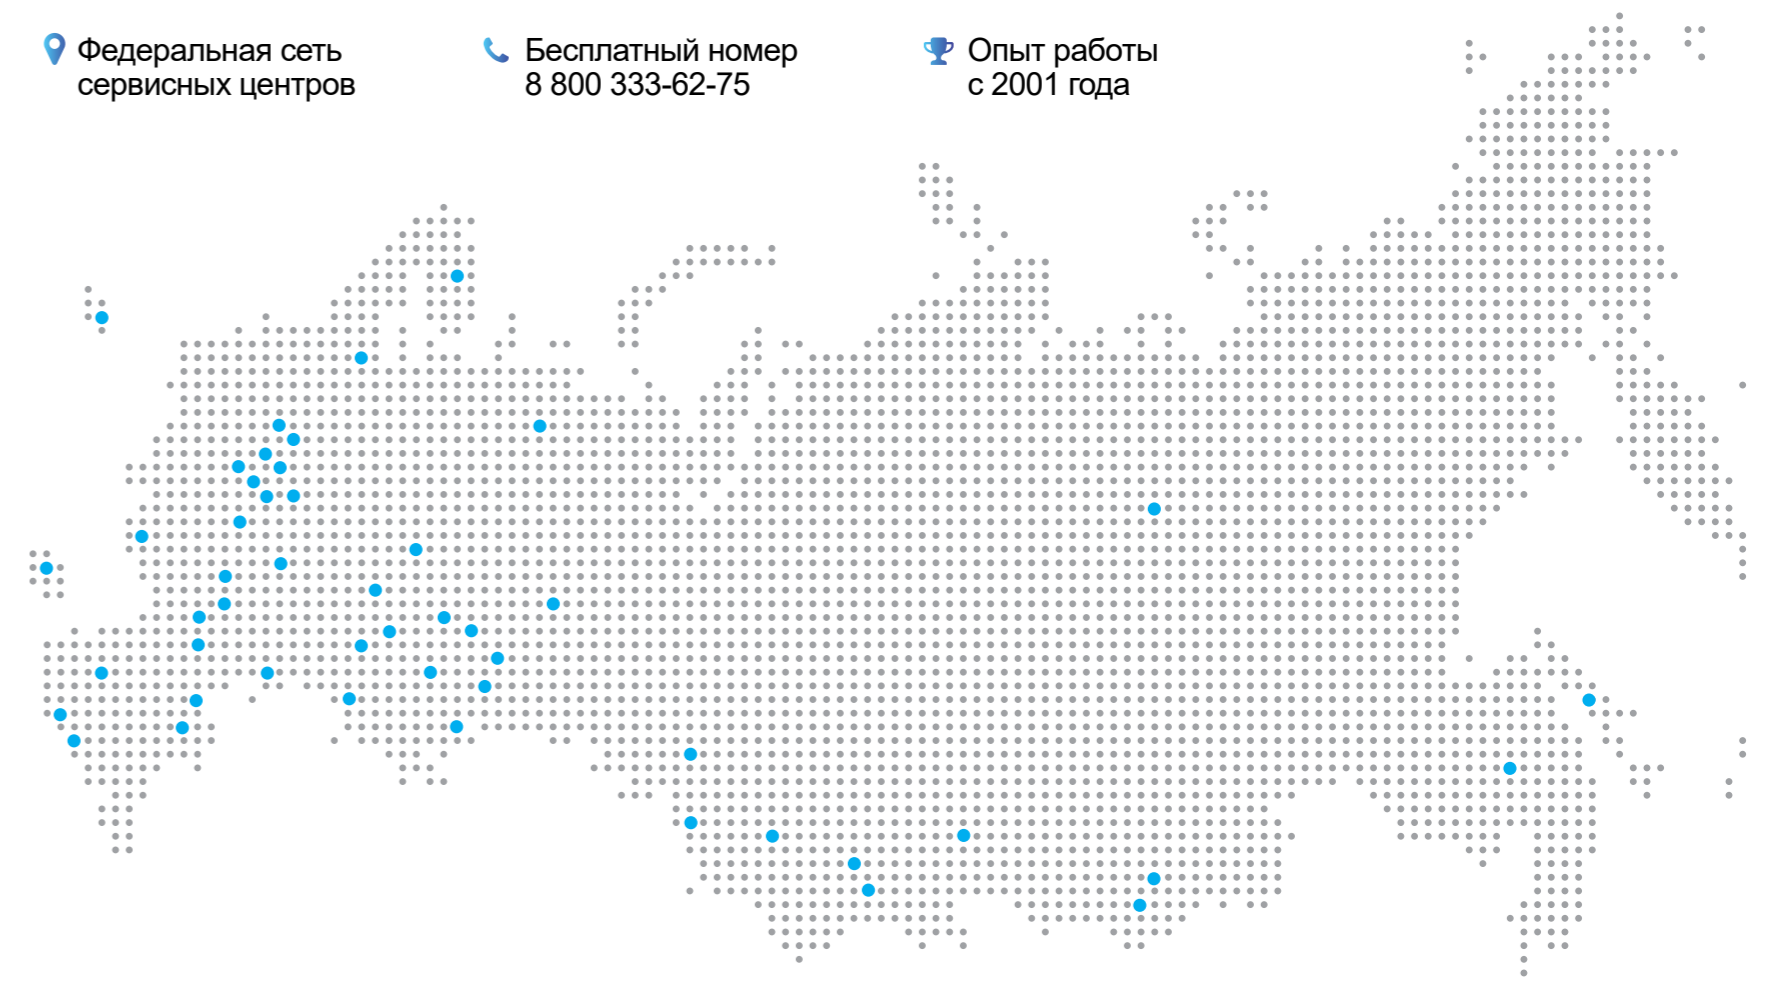 Федеральная сеть
сервисных центров
Бесплатный номер
8 800 333-62-75
Опыт работы
с 2001 года